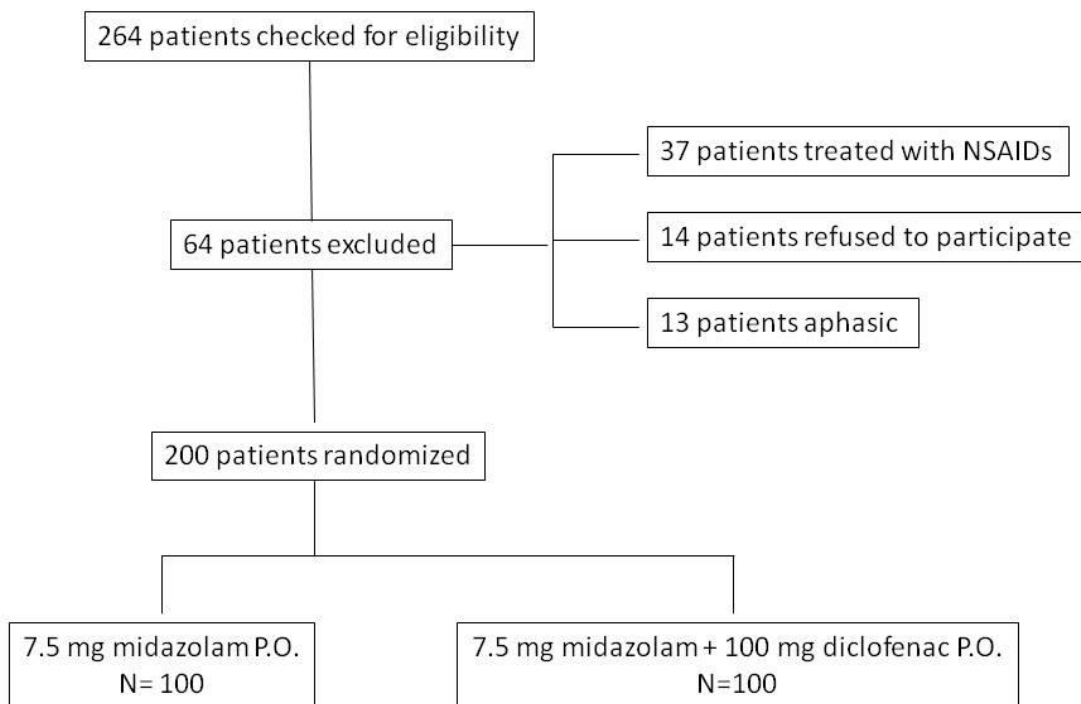 264 patients checked for eligibility
37 patients treated with NSAIDs
64 patients excluded
14 patients refused to participate
13 patients aphasic
200 patients randomized
7.5 mg midazolam P.O.
N= 100
7.5 mg midazolam + 100 mg diclofenac P.O.
N=100